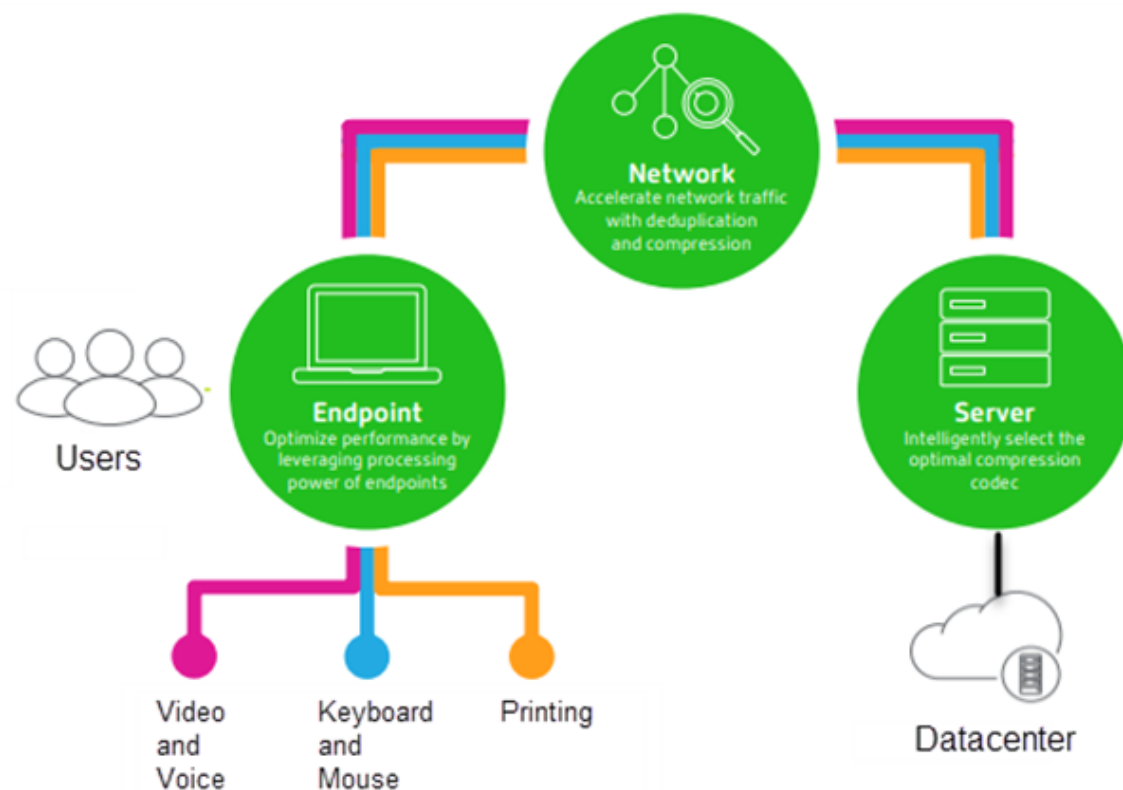 Network
Accelerate network traffic
with deduplication
and compression
Endpoint
Optimize performance by
leveraging processing
power of endpoints
Server
Intelligently select the
optimal compression
codec
Users
Video
and
Voice
Keyboard
and
Mouse
Printing
Datacenter